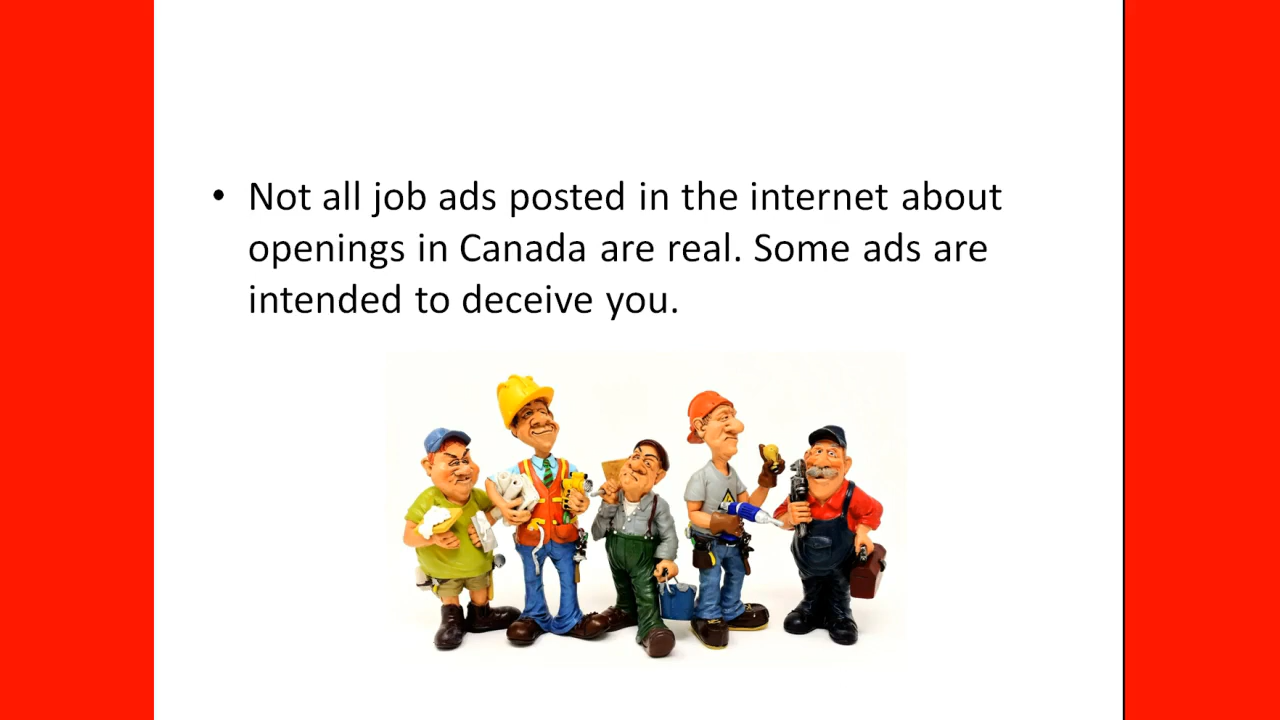 • Not all job ads posted in the internet about
openings in Canada are real. Some ads are
intended to deceive you.